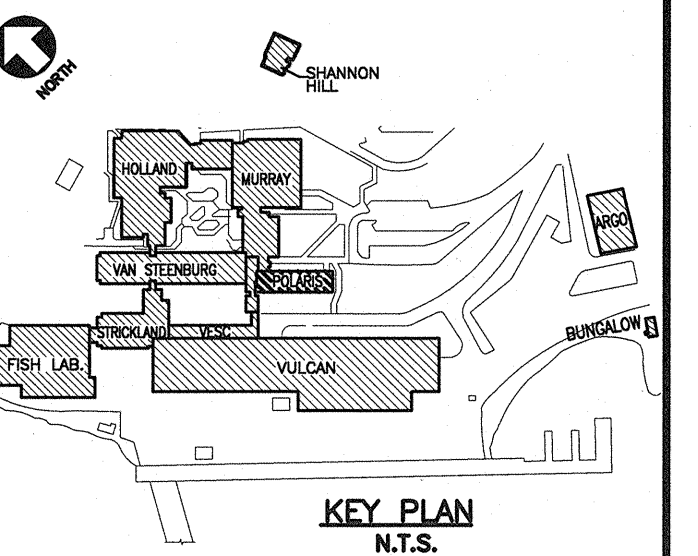 NORTH
SHANNON
HILL
HOLLAND
MURRAY
ARGO
VAN STEENBURG
POLARIS
STRICKLAND
VESC.
BUNGALOW
FISH LAB.
VULCAN
KEY PLAN
N.T.S.